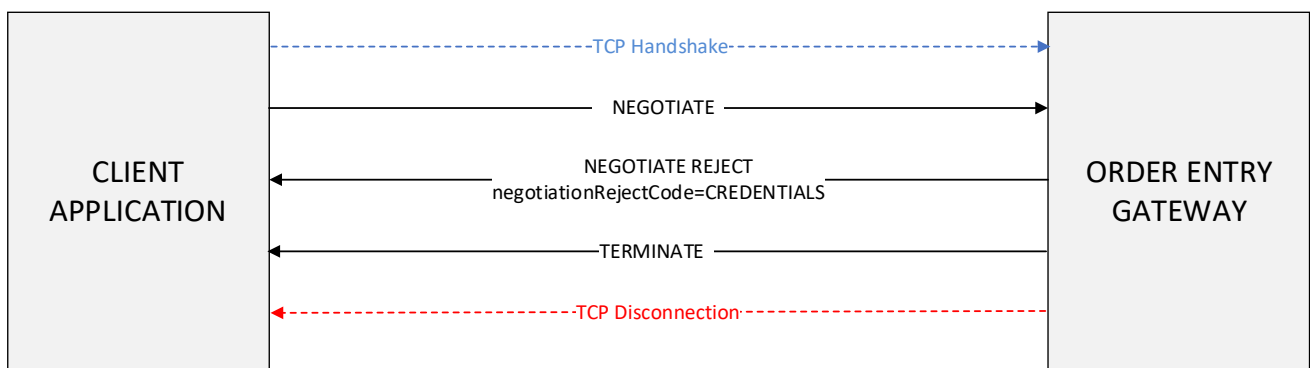 TCP Handshake
NEGOTIATE
CLIENT
APPLICATION
NEGOTIATE REJECT
negotiationRejectCode=CREDENTIALS
ORDER ENTRY
GATEWAY
TERMINATE
TCP Disconnection